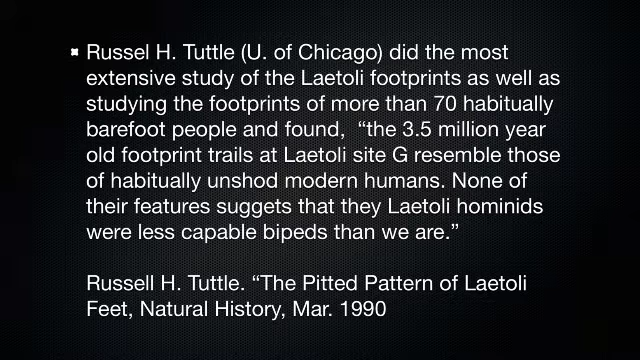 Russel H. Tuttle (U. of Chicago) did the most
extensive study of the Laetoli footprints as well as
studying the footprints of more than 70 habitually
barefoot people and found,  “the 3.5 million year
old footprint trails at Laetoli site G resemble those
of habitually unshod modern humans. None of
their features suggets that they Laetoli hominids
were less capable bipeds than we are.”
Russell H. Tuttle. “The Pitted Pattern of Laetoli
Feet, Natural History, Mar. 1990